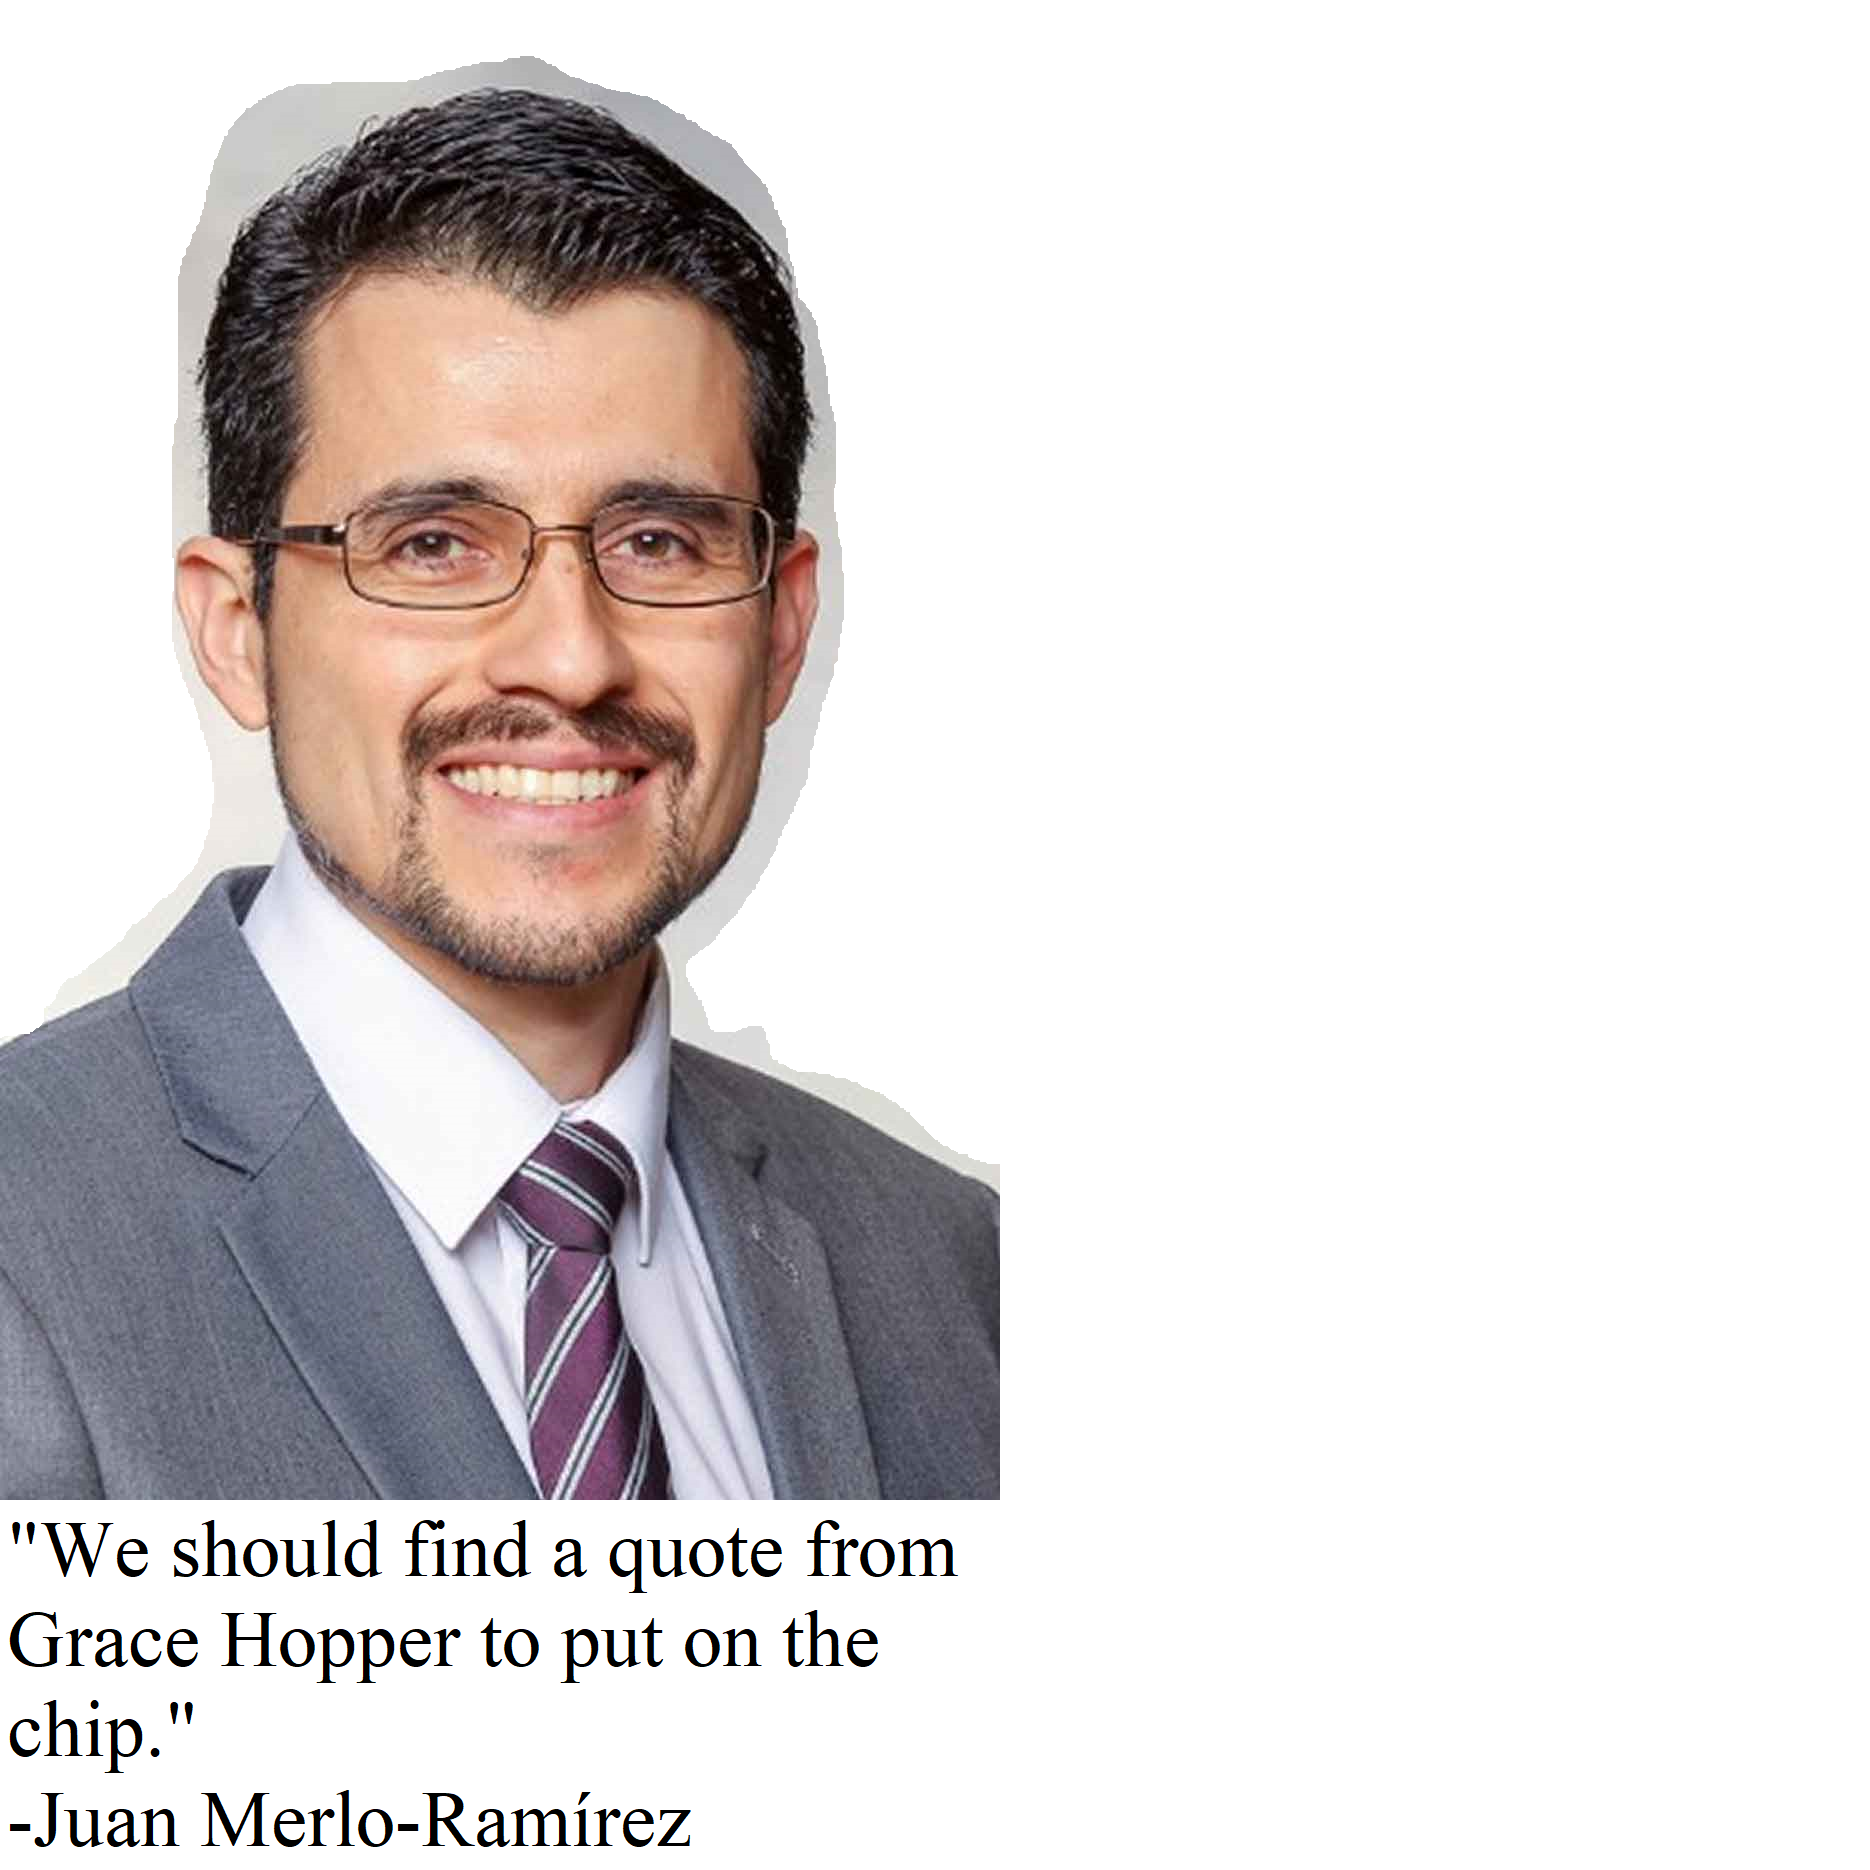 "We should find a quote from
Grace Hopper to put on the
chip."
-Juan Merlo-Ramírez